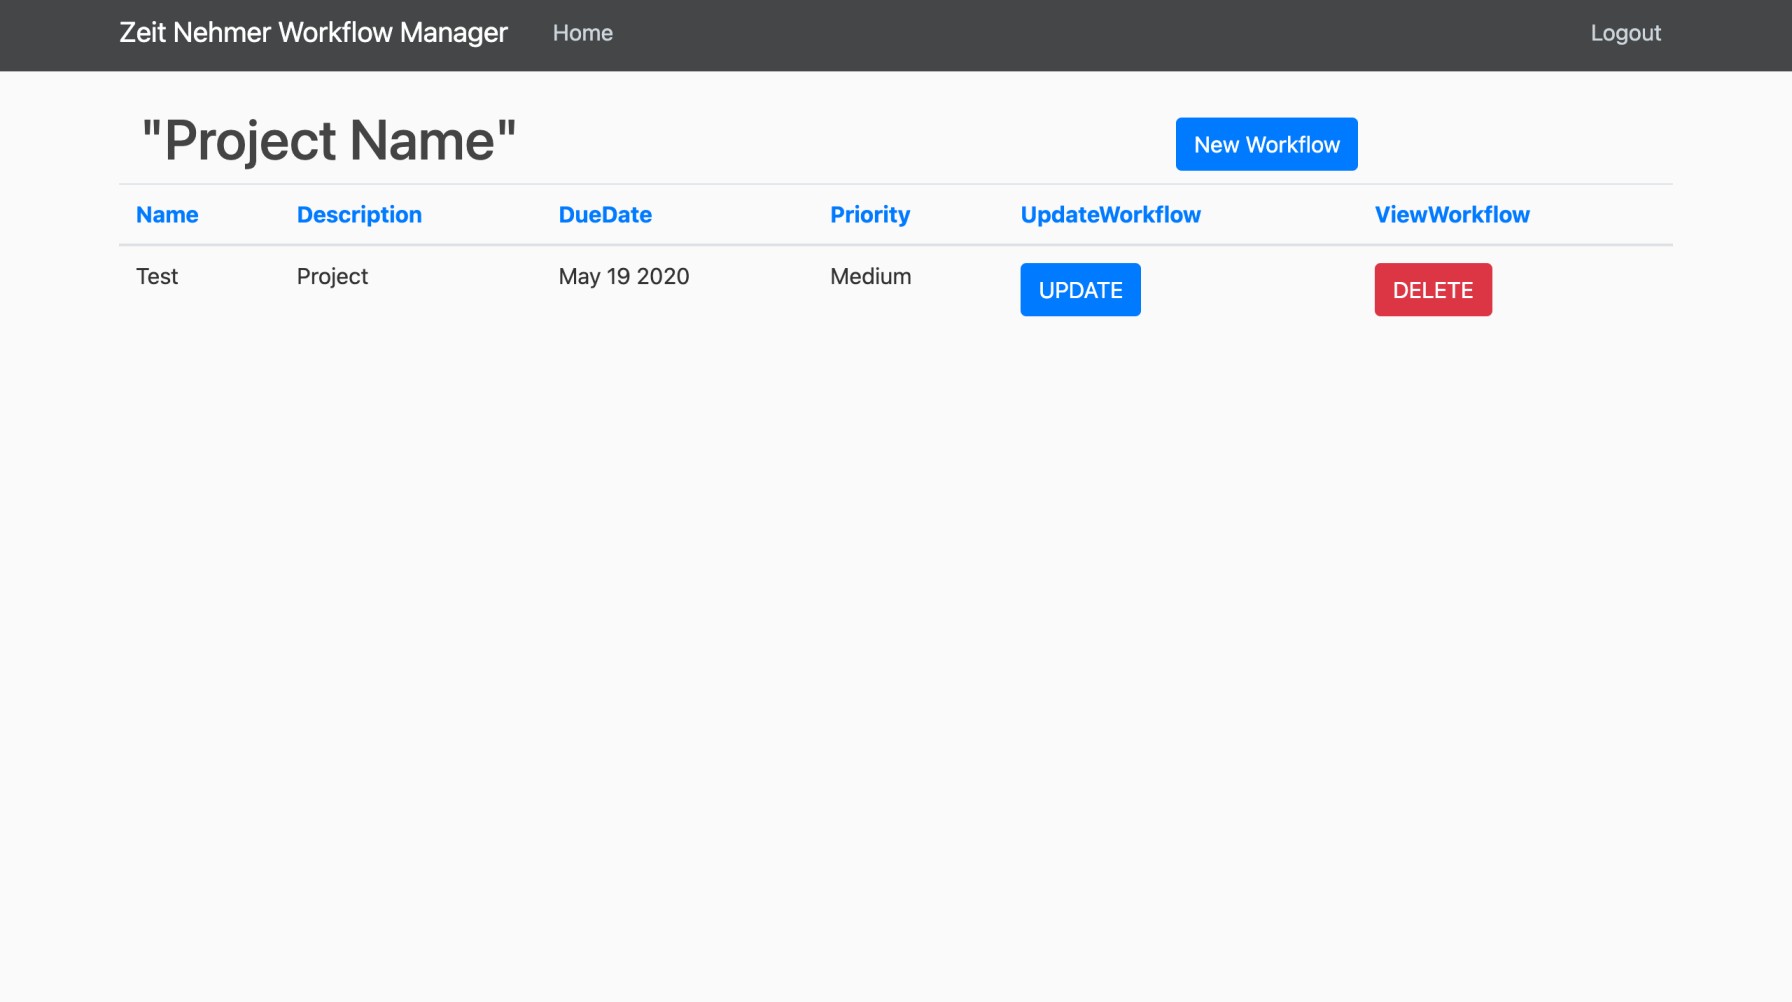 Zeit Nehmer Workflow Manager Home Logout
"Project Name" New Workflow
Name Description DueDate Priority UpdateWorkflow ViewWorkflow
Test Project May 19 2020 Medium UPDATE DELETE